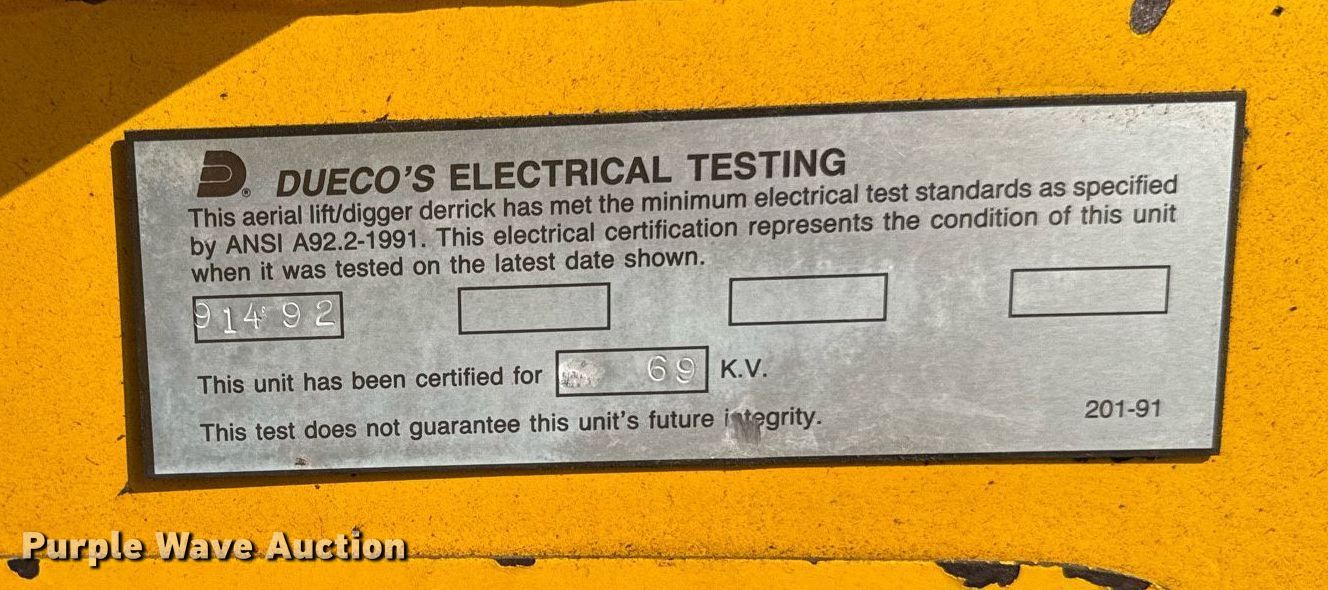 D® DUECO'S ELECTRICAL TESTING
This aerial lift/digger derrick has met the minimum electrical test standards as specified
by ANSI A92.2-1991. This electrical certification represents the condition of this unit
when it was tested on the latest date shown.
914 92
This unit has been certified for 69 K.V.
This test does not guarantee this unit's future integrity.
201-91
Purple Wave Auction